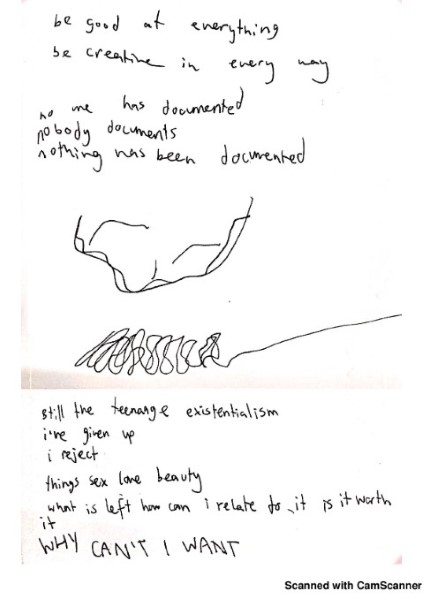 be good at everything
be creative in every way
no one has documented
nobody documents
nothing has been documented
still the teenage existentialism
i've given up
i reject
things sex love beauty
what is left how can i relate to it is it worth
it
WHY CAN'T I WANT
Scanned with CamScanner